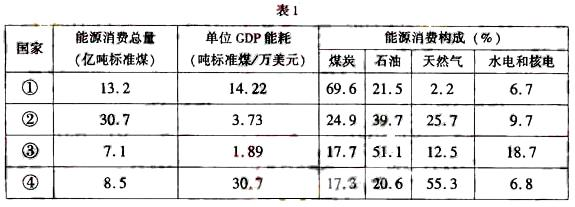 表1
国家 能源消费总量(亿吨标准煤) 单位GDP能耗(吨标准煤/万美元) 能源消费构成(%)
煤炭 石油 天然气 水电和核电
① 13.2 14.22 69.6 21.5 2.2 6.7
② 30.7 3.73 24.9 39.7 25.7 9.7
③ 7.1 1.89 17.7 51.1 12.5 18.7
④ 8.5 30.7 17.3 20.6 55.3 6.8